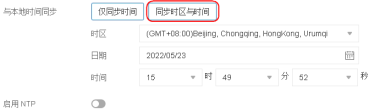 与本地时间同步 仅同步时间 同步时区与时间
时区 (GMT+08:00)Beijing, Chongqing, HongKong, Urumqi
日期 2022/05/23
时间 15 时 49 分 52 秒
启用 NTP